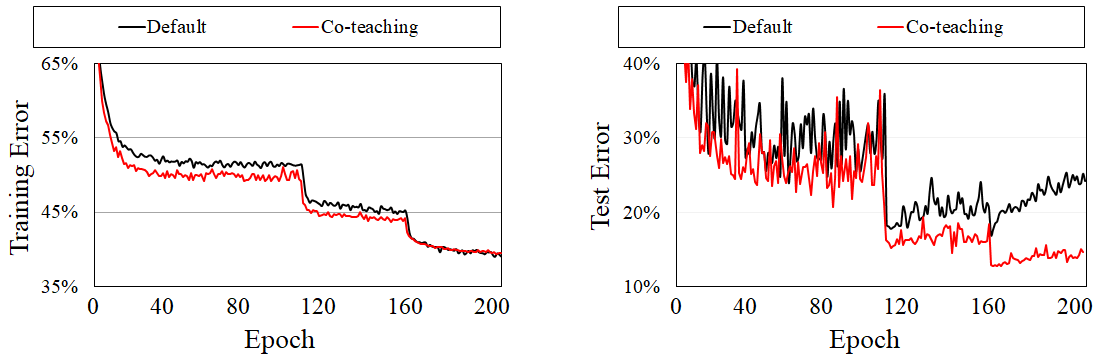 Default Co-teaching
Training Error
65%
55%
45%
35%
0 40 80 120 160 200
Epoch
Default Co-teaching
Test Error
40%
30%
20%
10%
0 40 80 120 160 200
Epoch